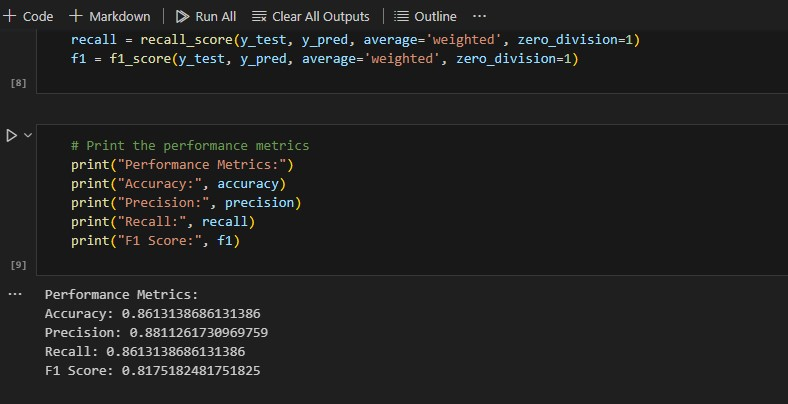 + Code + Markdown | Run All Clear All Outputs | Outline ...
recall = recall_score(y_test, y_pred, average='weighted', zero_division=1)
f1 = f1_score(y_test, y_pred, average='weighted', zero_division=1)
[8]
# Print the performance metrics
print("Performance Metrics:")
print("Accuracy:", accuracy)
print("Precision:", precision)
print("Recall:", recall)
print("F1 Score:", f1)
[9]
... Performance Metrics:
Accuracy: 0.8613138686131386
Precision: 0.8811261730969759
Recall: 0.8613138686131386
F1 Score: 0.8175182481751825